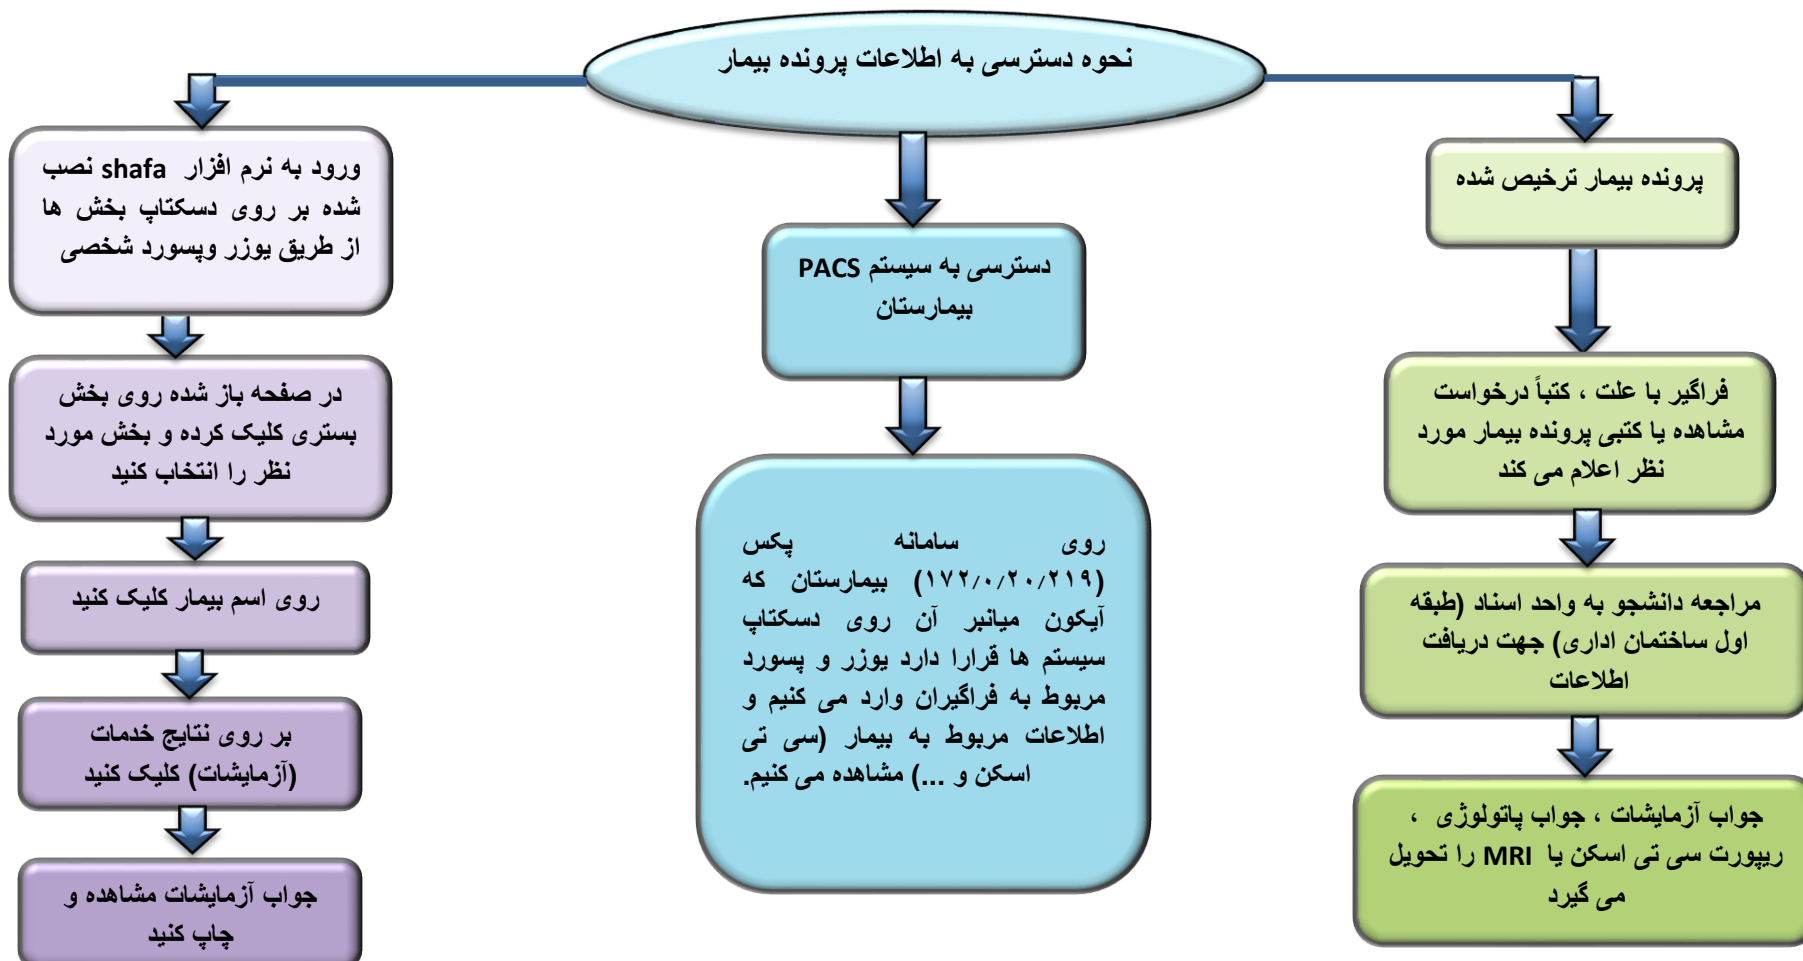 نحوه دسترسی به اطلاعات پرونده بیمار
پرونده بیمار ترخیص شده
فراگیر با علت ، کتباً درخواست
مشاهده یا کتبی پرونده بیمار مورد
نظر اعلام می کند
مراجعه دانشجو به واحد اسناد (طبقه
اول ساختمان اداری) جهت دریافت
اطلاعات
جواب آزمایشات ، جواب پاتولوژی ،
ریپورت سی تی اسکن یا MRI را تحویل
می گیرد
دسترسی به سیستم PACS
بیمارستان
روی سامانه پکس
(۱۷۲/۰/۲۰/۲۱۹) بیمارستان که
آیکون میانبر آن روی دسکتاپ
سیستم ها قرارا دارد یوزر و پسورد
مربوط به فراگیران وارد می کنیم و
اطلاعات مربوط به بیمار (سی تی
اسکن و ...) مشاهده می کنیم.
ورود به نرم افزار shafa نصب
شده بر روی دسکتاپ بخش ها
از طریق یوزر وپسورد شخصی
در صفحه باز شده روی بخش
بستری کلیک کرده و بخش مورد
نظر را انتخاب کنید
روی اسم بیمار کلیک کنید
بر روی نتایج خدمات
(آزمایشات) کلیک کنید
جواب آزمایشات مشاهده و
چاپ کنید